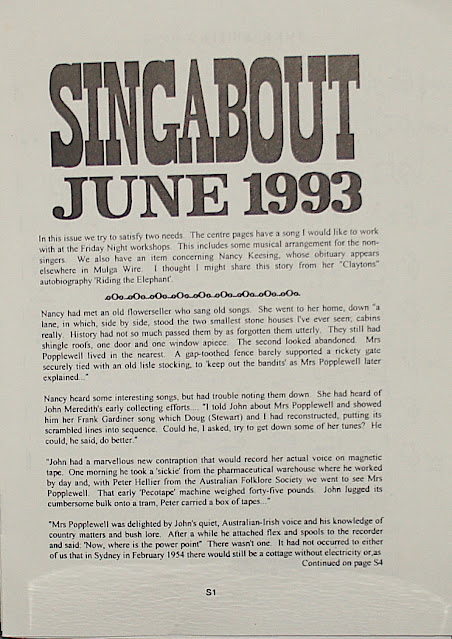 SINGABOUT
JUNE 1993
In this issue we try to satisfy two needs. The centre pages have a song I would like to work
with at the Friday Night workshops. This includes some musical arrangement for the non-
singers. We also have an item concerning Nancy Keesing, whose obituary appears
elsewhere in Mulga Wire. I thought I might share this story from her "Claytons"
autobiography 'Riding the Elephant'.
Nancy had met an old flowerseller who sang old songs. She went to her home, down "a
lane, in which, side by side, stood the two smallest stone houses I've ever seen; cabins
really. History had not so much passed them by as forgotten them utterly. They still had
shingle roofs, one door and one window apiece. The second looked abandoned. Mrs
Popplewell lived in the nearest. A gap-toothed fence barely supported a rickety gate
securely tied with an old lisle stocking, to 'keep out the bandits' as Mrs Popplewell later
explained..."
Nancy heard some interesting songs, but had trouble noting them down. She had heard of
John Meredith's early collecting efforts.... "I told John about Mrs Popplewell and showed
him her Frank Gardiner song which Doug (Stewart) and I had reconstructed, putting its
scrambled lines into sequence. Could he, I asked, try to get down some of her tunes? He
could, he said, do better."
"John had a marvellous new contraption that would record her actual voice on magnetic
tape. One morning he took a 'sickie' from the pharmaceutical warehouse where he worked
by day and, with Peter Hellier from the Australian Folklore Society we went to see Mrs
Popplewell. That early 'Pecotape' machine weighed forty-five pounds. John lugged its
cumbersome bulk onto a tram, Peter carried a box of tapes..."
"Mrs Popplewell was delighted by John's quiet, Australian-Irish voice and his knowledge of
country matters and bush lore. After a while he attached flex and spools to the recorder
and said: 'Now, where is the power point" There wasn't one. It had not occurred to either
of us that in Sydney in February 1954 there would still be a cottage without electricity or,as
Continued on page S4
S1